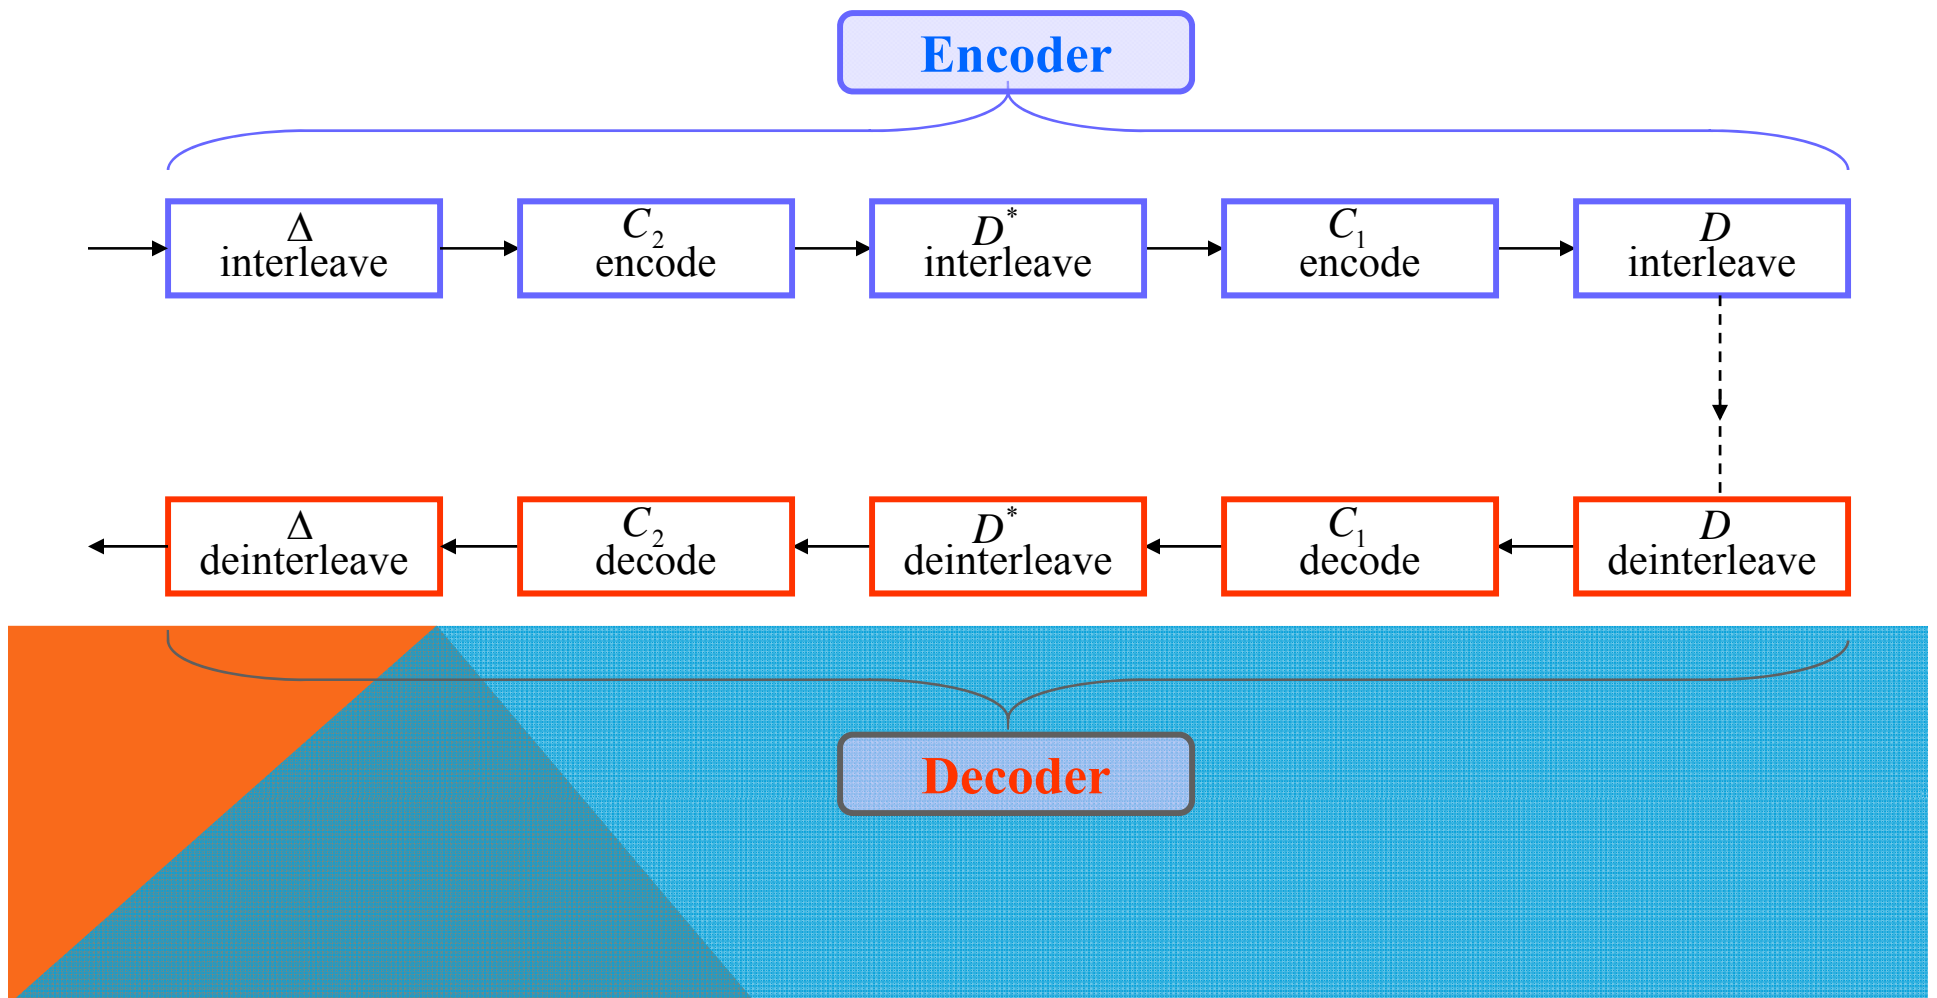 Encoder
Δ
interleave
C₂
encode
D*
interleave
C₁
encode
D
interleave
Δ
deinterleave
C₂
decode
D*
deinterleave
C₁
decode
D
deinterleave
Decoder